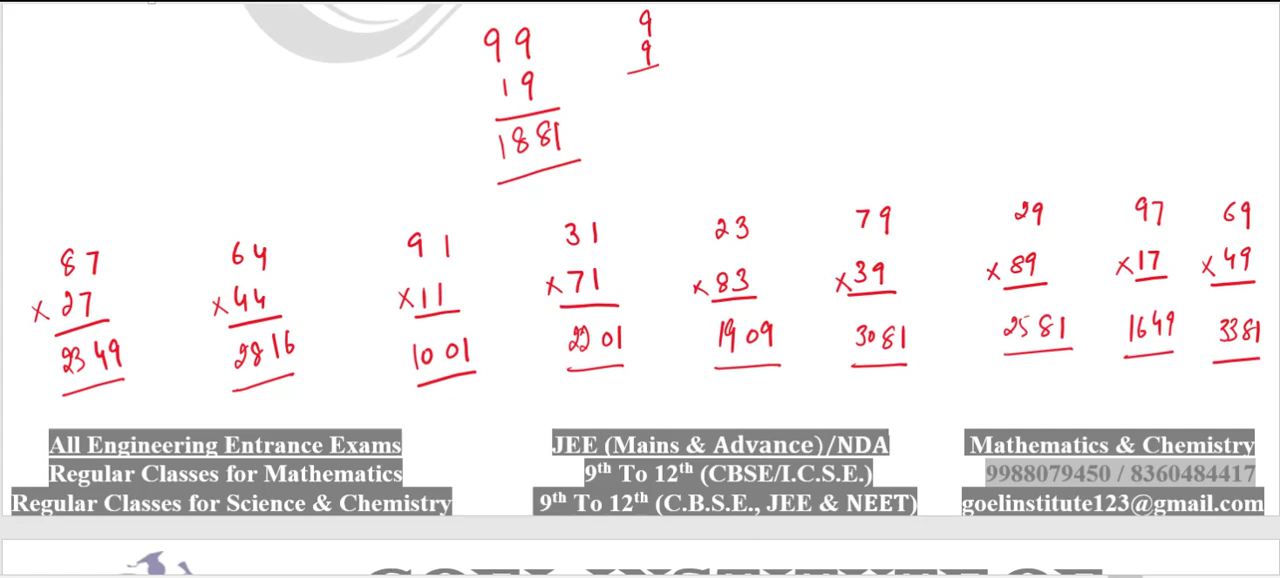 99 9
19 9
1881
87 64 91 31 23 79 29 97 69
×27 ×44 ×11 ×71 ×83 ×39 ×89 ×17 ×49
2349 2816 1001 2201 1909 3081 2581 1649 3381
All Engineering Entrance Exams JEE (Mains & Advance)/NDA Mathematics & Chemistry
Regular Classes for Mathematics 9th To 12th (CBSE/I.C.S.E.) 9988079450 / 8360484417
Regular Classes for Science & Chemistry 9th To 12th (C.B.S.E., JEE & NEET) goelinstitute123@gmail.com
GOEL INSTITUTE OF